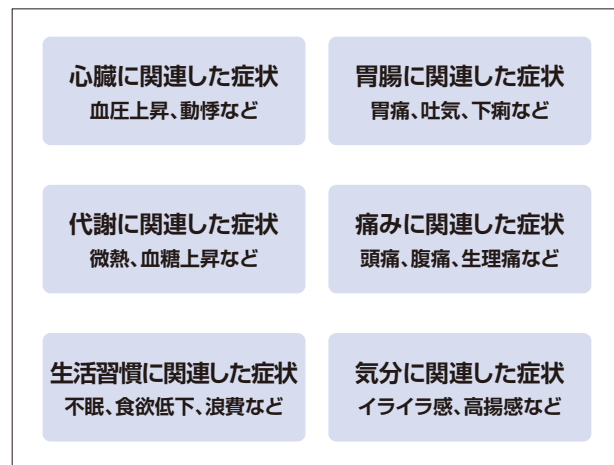 心臓に関連した症状
血圧上昇、動悸など
胃腸に関連した症状
胃痛、吐気、下痢など
代謝に関連した症状
微熱、血糖上昇など
痛みに関連した症状
頭痛、腹痛、生理痛など
生活習慣に関連した症状
不眠、食欲低下、浪費など
気分に関連した症状
イライラ感、高揚感など